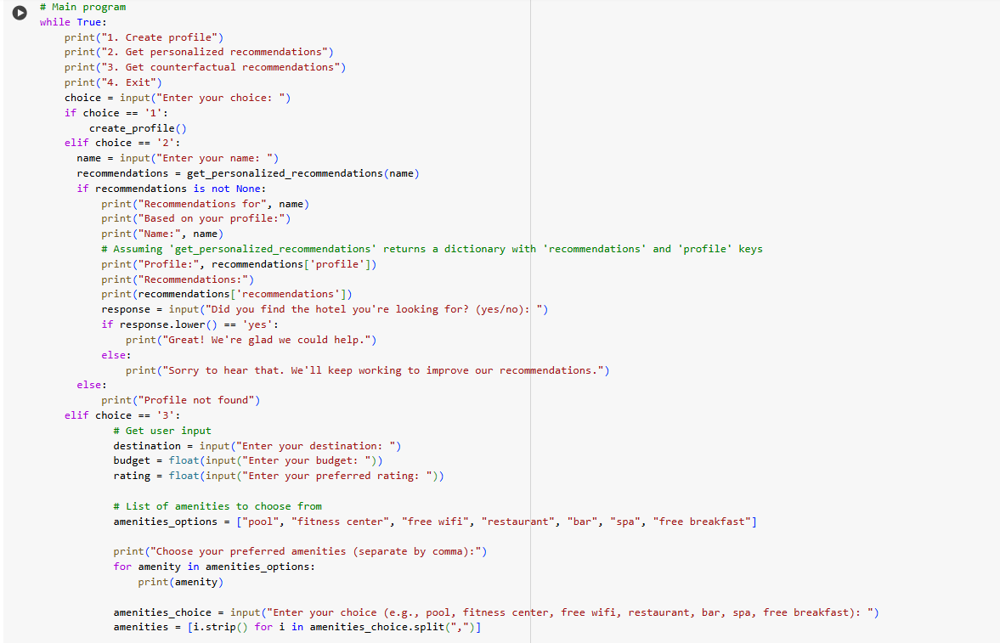 # Main program
while True:
    print("1. Create profile")
    print("2. Get personalized recommendations")
    print("3. Get counterfactual recommendations")
    print("4. Exit")
    choice = input("Enter your choice: ")
    if choice == '1':
        create_profile()
    elif choice == '2':
      name = input("Enter your name: ")
      recommendations = get_personalized_recommendations(name)
      if recommendations is not None:
          print("Recommendations for", name)
          print("Based on your profile:")
          print("Name:", name)
          # Assuming 'get_personalized_recommendations' returns a dictionary with 'recommendations' and 'profile' keys
          print("Profile:", recommendations['profile'])
          print("Recommendations:")
          print(recommendations['recommendations'])
          response = input("Did you find the hotel you're looking for? (yes/no): ")
          if response.lower() == 'yes':
              print("Great! We're glad we could help.")
          else:
              print("Sorry to hear that. We'll keep working to improve our recommendations.")
      else:
          print("Profile not found")
    elif choice == '3':
            # Get user input
            destination = input("Enter your destination: ")
            budget = float(input("Enter your budget: "))
            rating = float(input("Enter your preferred rating: "))

            # List of amenities to choose from
            amenities_options = ["pool", "fitness center", "free wifi", "restaurant", "bar", "spa", "free breakfast"]

            print("Choose your preferred amenities (separate by comma):")
            for amenity in amenities_options:
                print(amenity)

            amenities_choice = input("Enter your choice (e.g., pool, fitness center, free wifi, restaurant, bar, spa, free breakfast): ")
            amenities = [i.strip() for i in amenities_choice.split(",")]